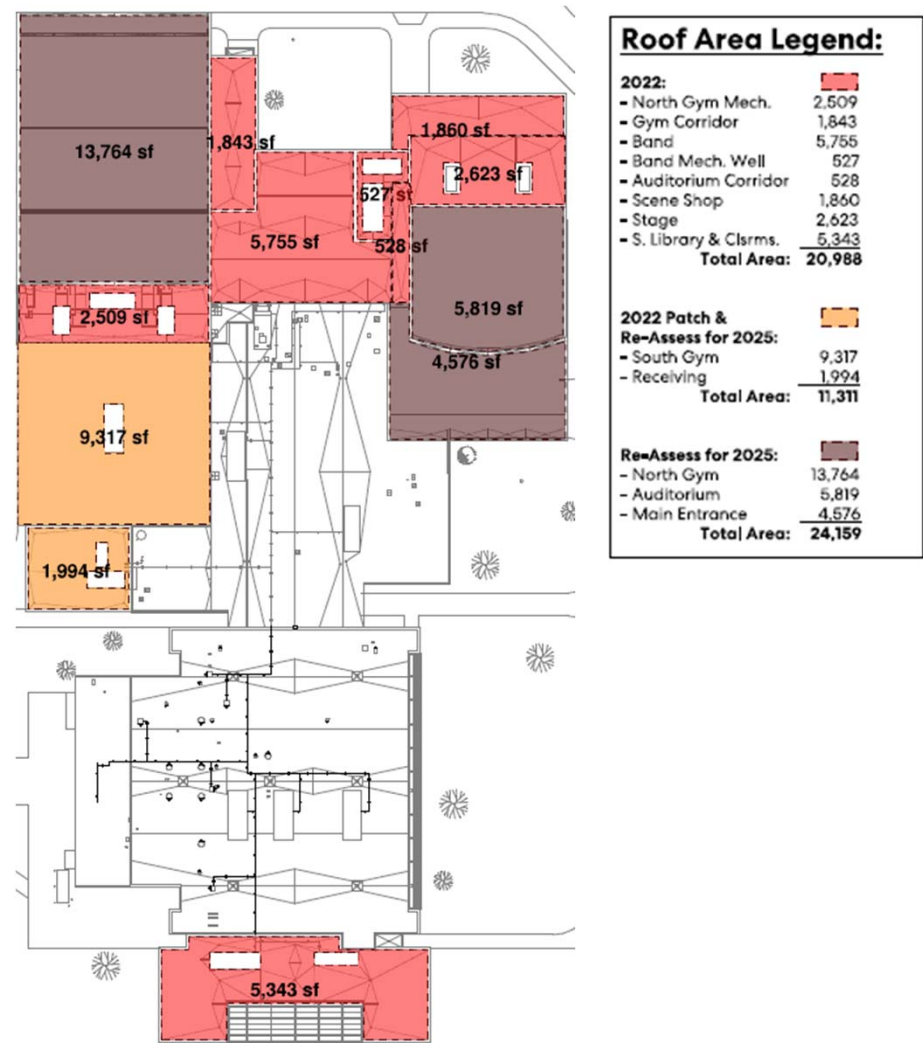 13,764 sf
1,843 sf
1,860 sf
2,623 sf
527 sf
5,755 sf
528 sf
5,819 sf
2,509 sf
4,576 sf
9,317 sf
1,994 sf
5,343 sf
Roof Area Legend:
2022:
- North Gym Mech. 2,509
- Gym Corridor 1,843
- Band 5,755
- Band Mech. Well 527
- Auditorium Corridor 528
- Scene Shop 1,860
- Stage 2,623
- S. Library & Clsrms. 5,343
Total Area: 20,988
2022 Patch &
Re-Assess for 2025:
- South Gym 9,317
- Receiving 1,994
Total Area: 11,311
Re-Assess for 2025:
- North Gym 13,764
- Auditorium 5,819
- Main Entrance 4,576
Total Area: 24,159